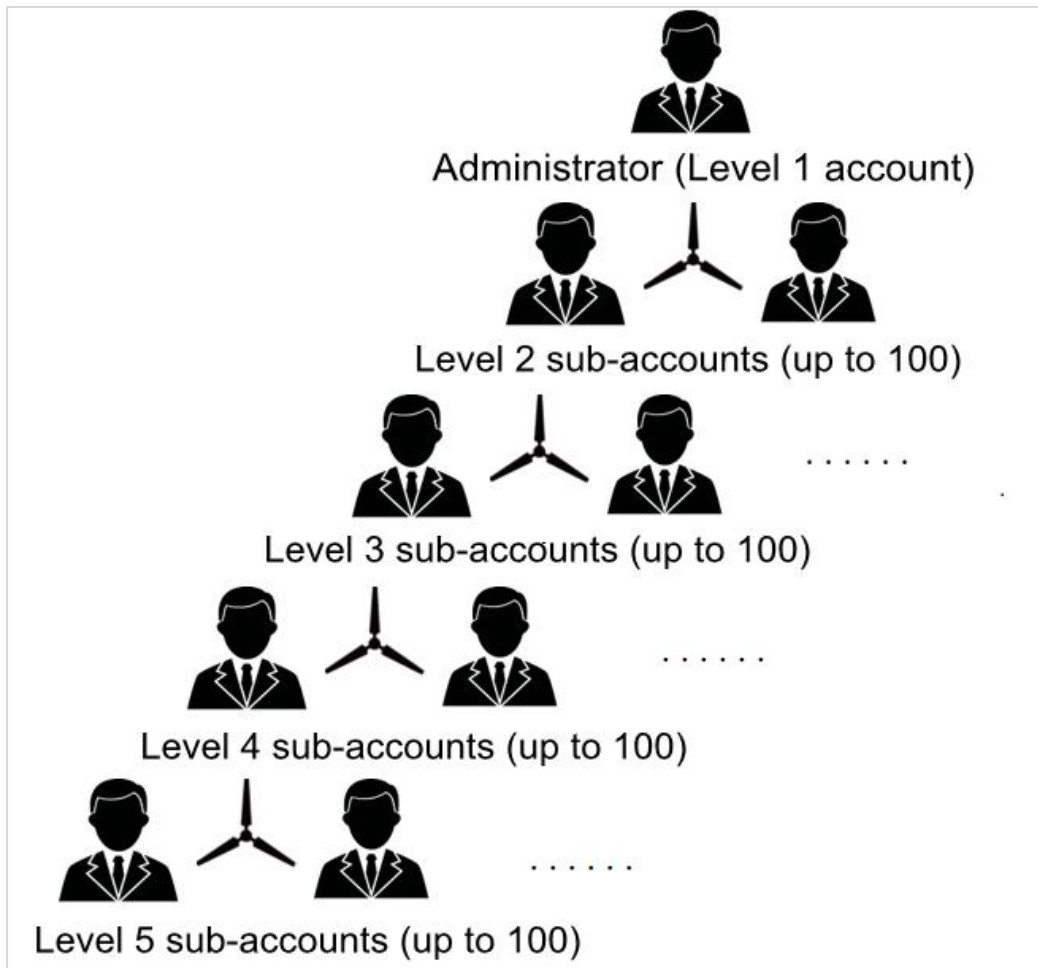 Administrator (Level 1 account)
Level 2 sub-accounts (up to 100)
. . . . . .
.
Level 3 sub-accounts (up to 100)
. . . . . .
Level 4 sub-accounts (up to 100)
. . . . . .
Level 5 sub-accounts (up to 100)